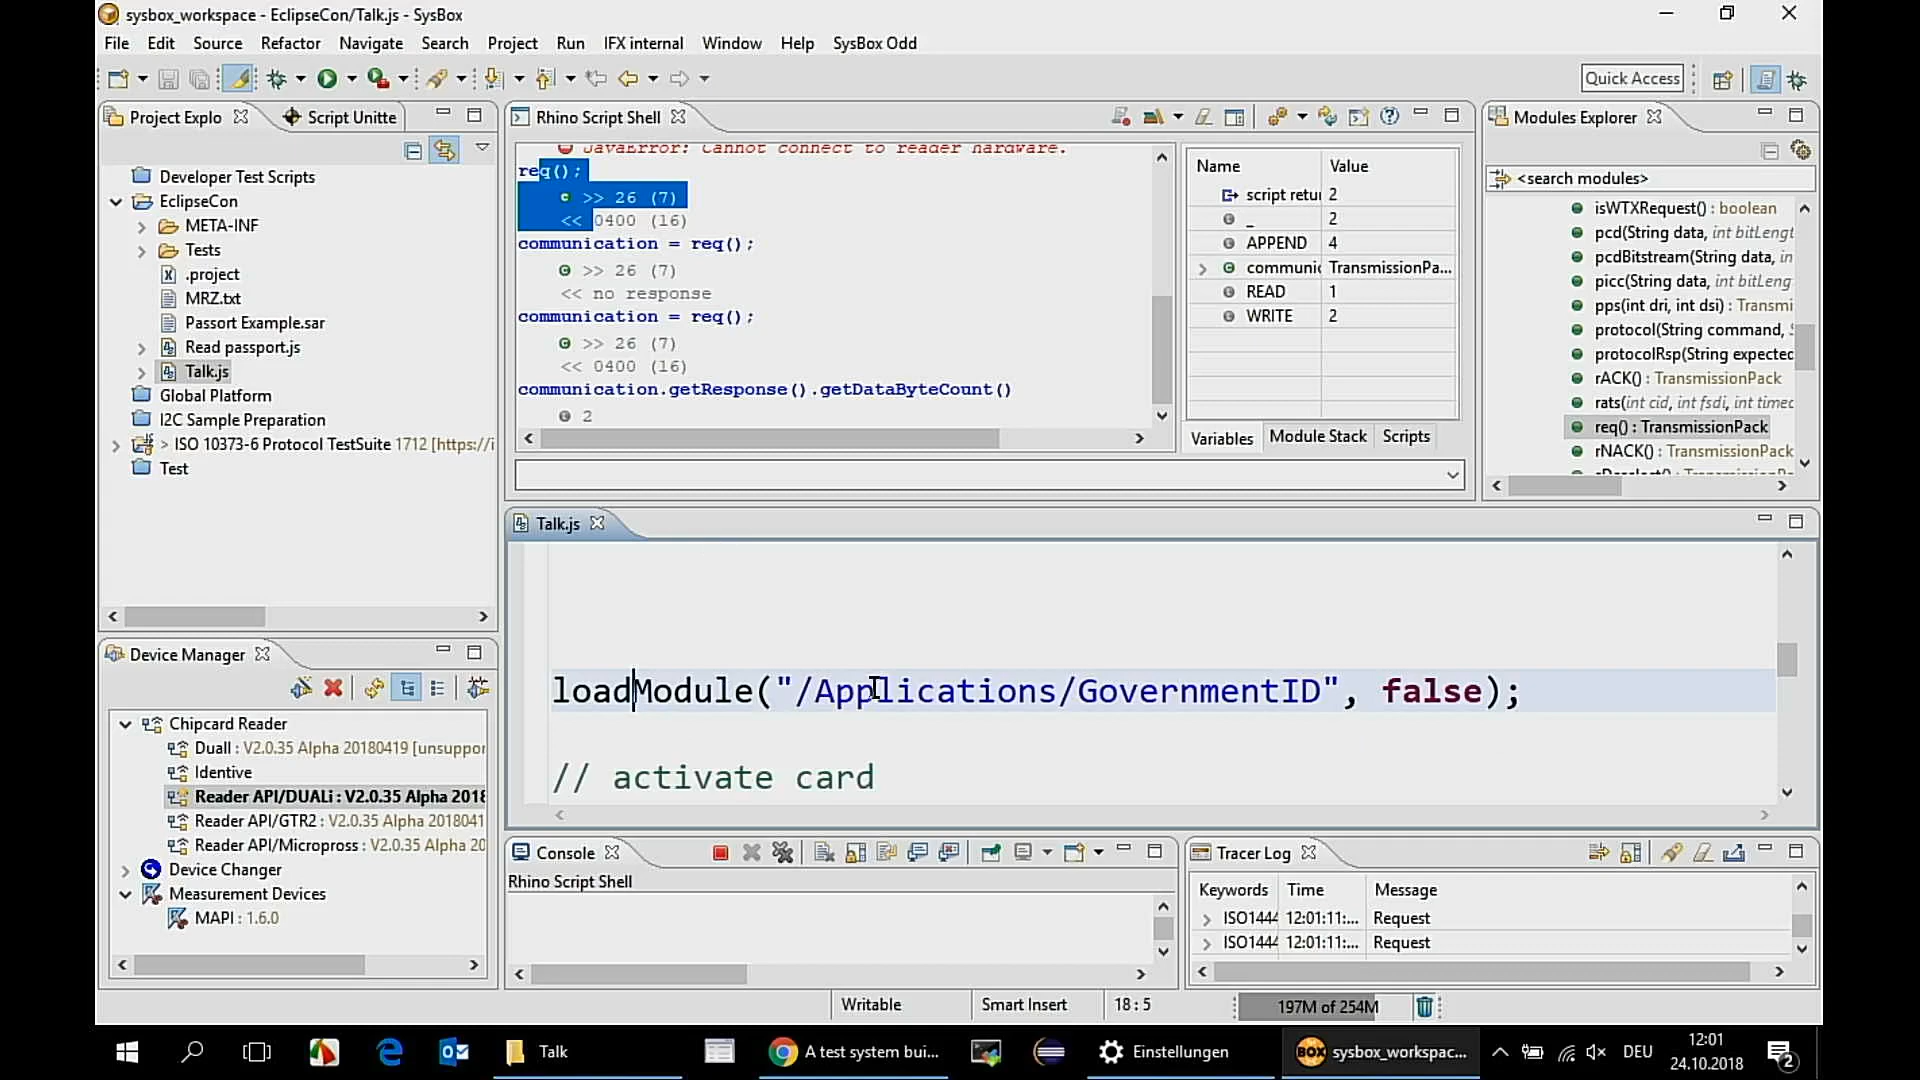 sysbox_workspace - EclipseCon/Talk.js - SysBox
File Edit Source Refactor Navigate Search Project Run IFX internal Window Help SysBox Odd
Quick Access
Project Explo
Script Unitte
Developer Test Scripts
EclipseCon
META-INF
Tests
.project
MRZ.txt
Passort Example.sar
Read passport.js
Talk.js
Global Platform
I2C Sample Preparation
> ISO 10373-6 Protocol TestSuite 1712 [https://i
Test
Rhino Script Shell
JavaError: Cannot connect to reader hardware.
req();
>> 26 (7)
<< 0400 (16)
communication = req();
>> 26 (7)
<< no response
communication = req();
>> 26 (7)
<< 0400 (16)
communication.getResponse().getDataByteCount()
2
Name Value
script retu 2
_ 2
APPEND 4
communic TransmissionPa...
READ 1
WRITE 2
Variables Module Stack Scripts
Modules Explorer
<search modules>
isWTXRequest() : boolean
pcd(String data, int bitLengt
pcdBitstream(String data, in
picc(String data, int bitLeng
pps(int dri, int dsi) : Transmi
protocol(String command,
protocolRsp(String expected
rACK() : TransmissionPack
rats(int cid, int fsdi, int timec
req() : TransmissionPack
rNACK() : TransmissionPack
Talk.js
loadModule("/Applications/GovernmentID", false);
// activate card
Device Manager
Chipcard Reader
Duall : V2.0.35 Alpha 20180419 [unsuppor
Identive
Reader API/DUALi : V2.0.35 Alpha 2018
Reader API/GTR2 : V2.0.35 Alpha 2018041
Reader API/Micropross : V2.0.35 Alpha 20
Device Changer
Measurement Devices
MAPI : 1.6.0
Console
Rhino Script Shell
Tracer Log
Keywords Time Message
ISO1444 12:01:11:... Request
ISO1444 12:01:11:... Request
Writable Smart Insert 18 : 5 197M of 254M
Talk
A test system bui...
Einstellungen
BOX
sysbox_workspac...
DEU
12:01
24.10.2018
2